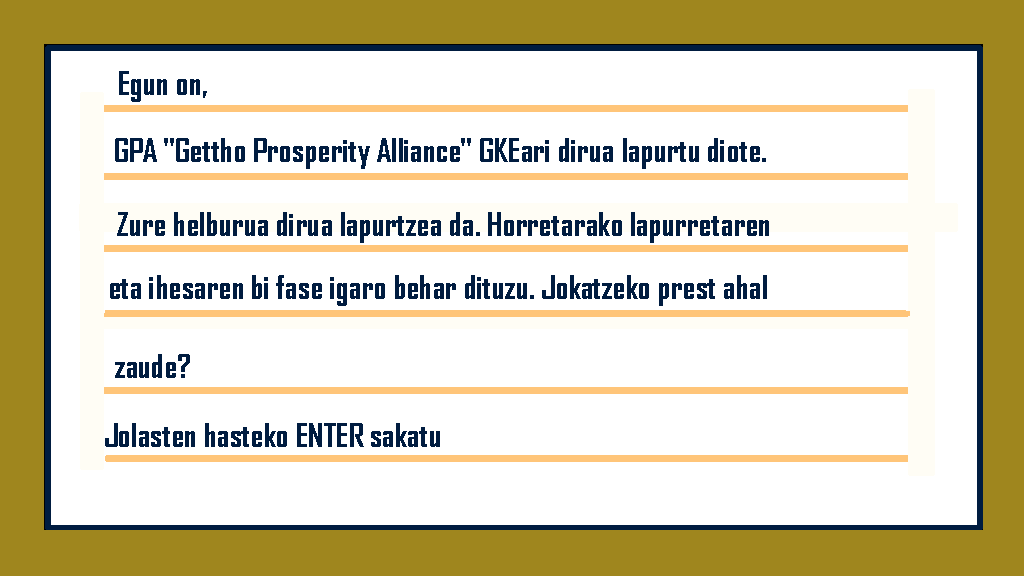 Egun on,
GPA "Gettho Prosperity Alliance" GKEari dirua lapurtu diote.
Zure helburua dirua lapurtzea da. Horretarako lapurretaren
eta ihesaren bi fase igaro behar dituzu. Jokatzeko prest ahal
zaude?
Jolasten hasteko ENTER sakatu